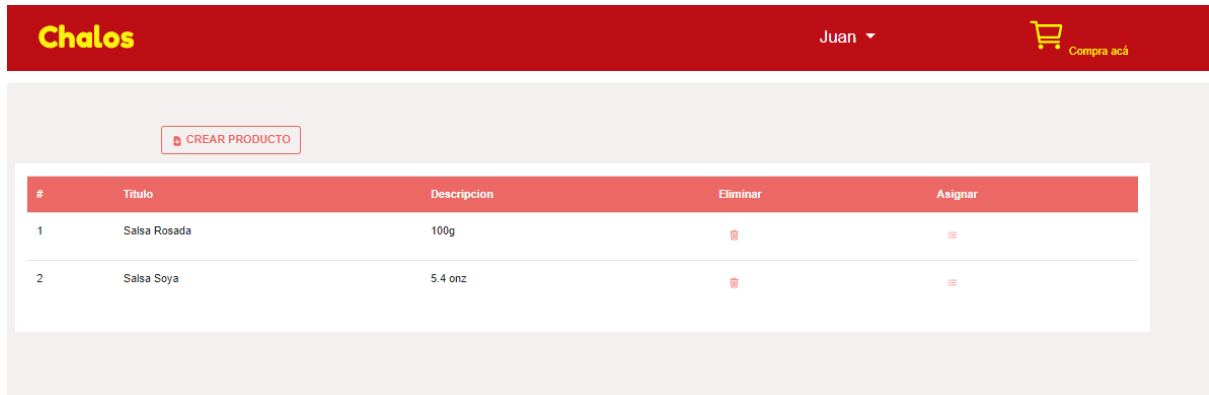 Chalos
Juan
Compra acá
CREAR PRODUCTO
# Titulo Descripcion Eliminar Asignar
1 Salsa Rosada 100g
2 Salsa Soya 5.4 onz